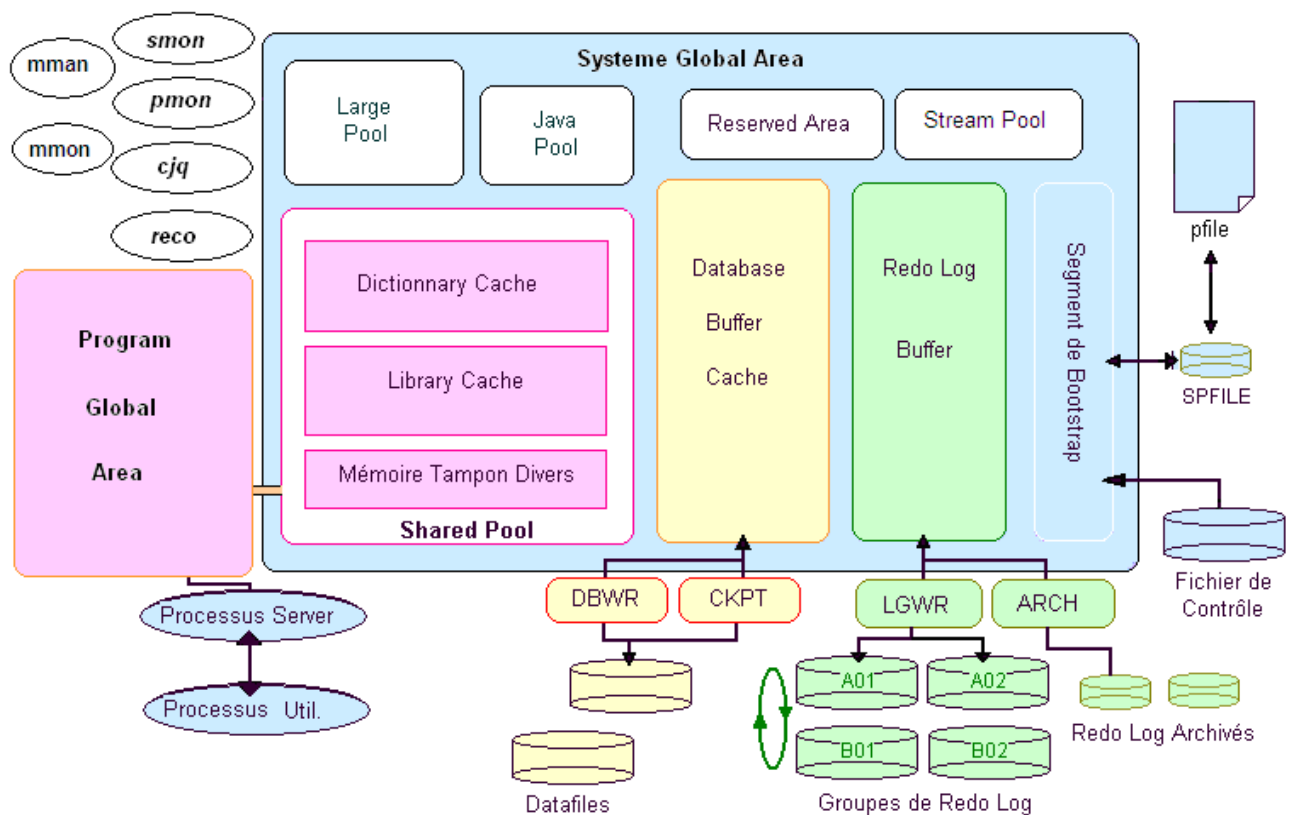 smon
mman
pmon
mmon
cjq
reco
Systeme Global Area
Large
Pool
Java
Pool
Reserved Area
Stream Pool
pfile
SPFILE
Program
Global
Area
Dictionnary Cache
Library Cache
Mémoire Tampon Divers
Shared Pool
Database
Buffer
Cache
Redo Log
Buffer
Segment de Bootstrap
Fichier de
Contrôle
Processus Server
Processus Util.
DBWR
CKPT
LGWR
ARCH
A01
A02
B01
B02
Redo Log Archivés
Datafiles
Groupes de Redo Log